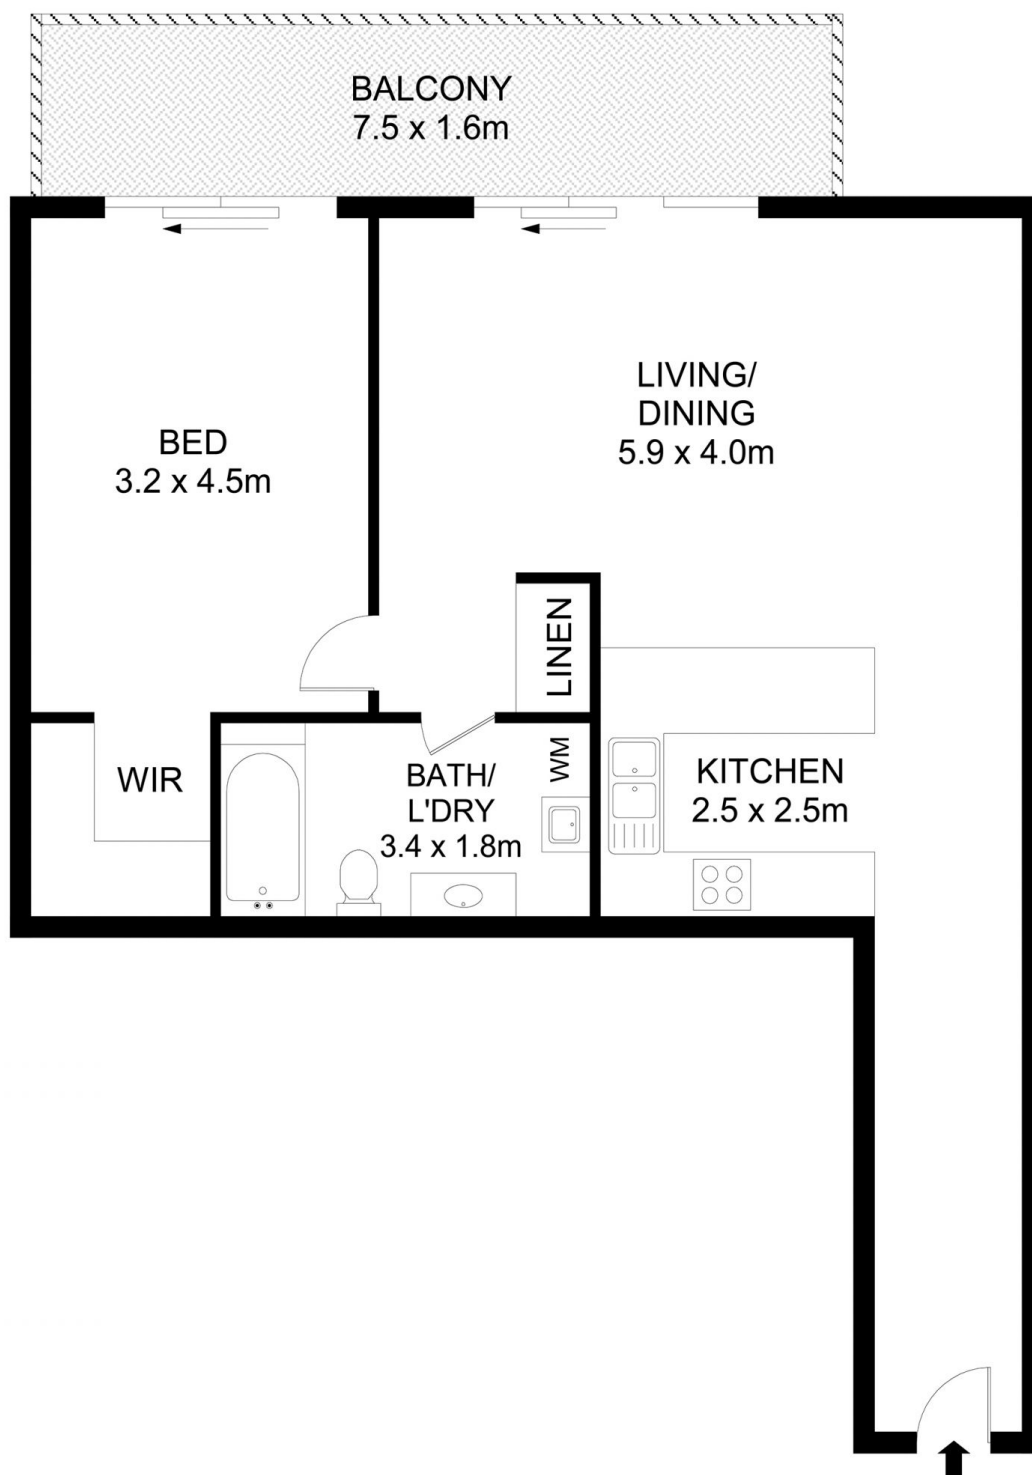 BALCONY
7.5 x 1.6m
LIVING/
DINING
5.9 x 4.0m
BED
3.2 x 4.5m
LINEN
WIR
BATH/
L'DRY
3.4 x 1.8m
WM
KITCHEN
2.5 x 2.5m